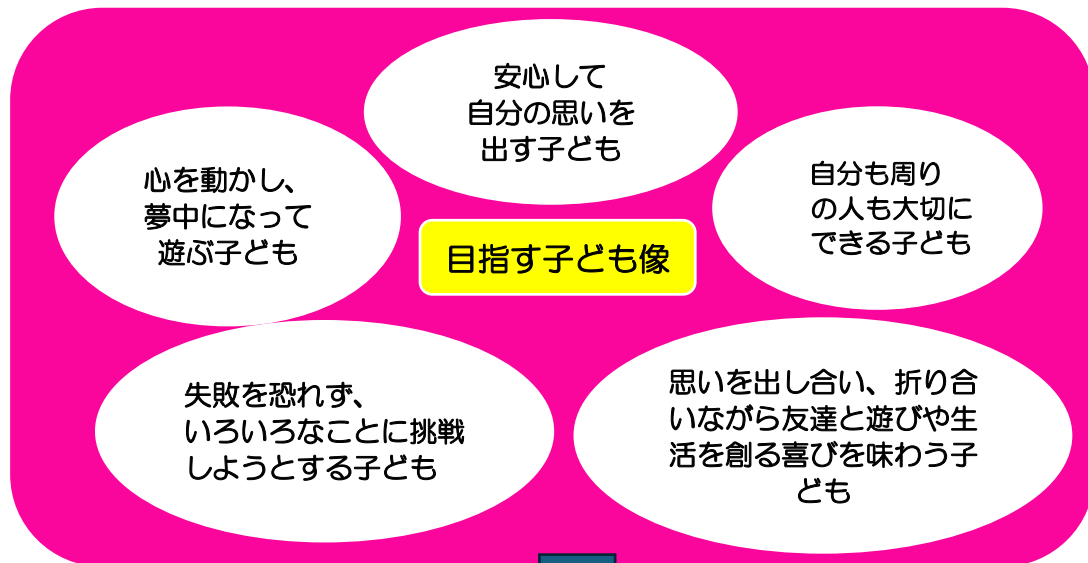 安心して
自分の思いを
出す子ども
心を動かし、
夢中になって
遊ぶ子ども
自分も周り
の人も大切に
できる子ども
目指す子ども像
失敗を恐れず、
いろいろなことに挑戦
しようとする子ども
思いを出し合い、折り合
いながら友達と遊びや生
活を創る喜びを味わう子
ども